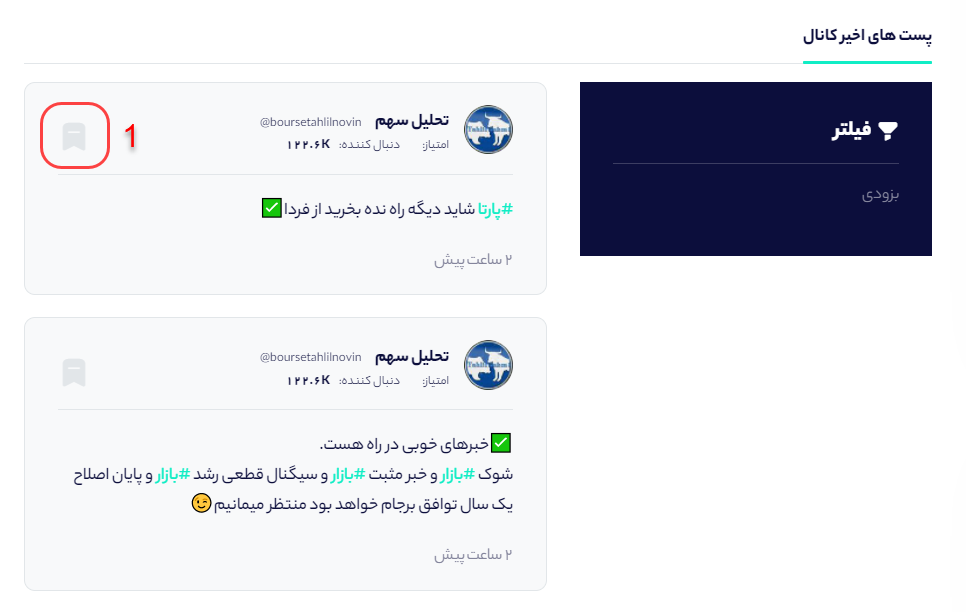 پست های اخیر کانال
فیلتر
بزودی
تحلیل سهم @boursetahlilnovin
امتیاز: دنبال کننده: ۱۲۲.۶K
1
#پارتا شاید دیگه راه نده بخرید از فردا✅
۲ ساعت پیش
تحلیل سهم @boursetahlilnovin
امتیاز: دنبال کننده: ۱۲۲.۶K
✅خبرهای خوبی در راه هست.
شوک #بازار و خبر مثبت #بازار و سیگنال قطعی رشد #بازار و پایان اصلاح
یک سال توافق برجام خواهد بود منتظر میمانیم😉
۲ ساعت پیش